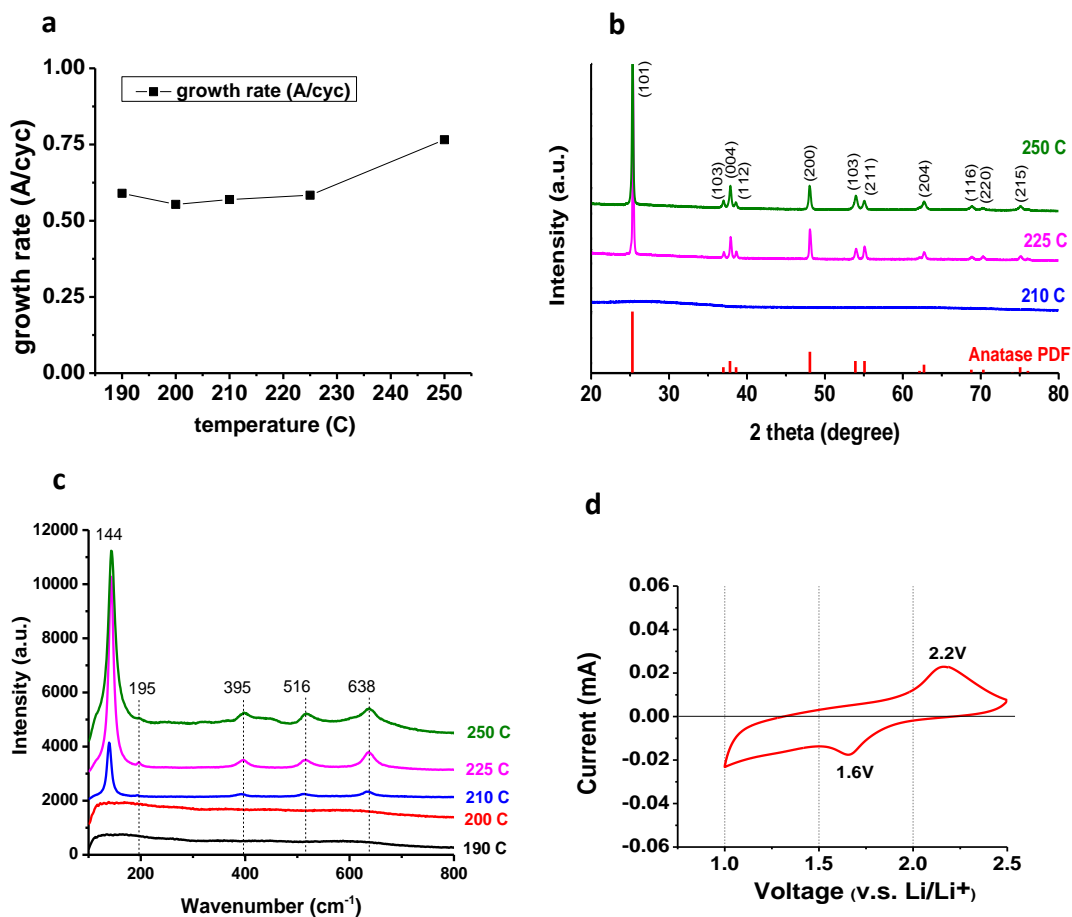 a
growth rate (A/cyc)
1.00
0.75
0.50
0.25
0.00
growth rate (A/cyc)
190 200 210 220 230 240 250
temperature (C)
b
(101)
(103)
(004)
(112)
(200)
(103)
(211)
(204)
(116)
(220)
(215)
250 C
225 C
210 C
Anatase PDF
Intensity (a.u.)
20 30 40 50 60 70 80
2 theta (degree)
c
12000
10000
8000
6000
4000
2000
0
Intensity (a.u.)
144
195
395
516
638
250 C
225 C
210 C
200 C
190 C
200 400 600 800
Wavenumber (cm⁻¹)
d
0.06
0.04
0.02
0.00
-0.02
-0.04
-0.06
Current (mA)
2.2V
1.6V
1.0 1.5 2.0 2.5
Voltage (v.s. Li/Li⁺)